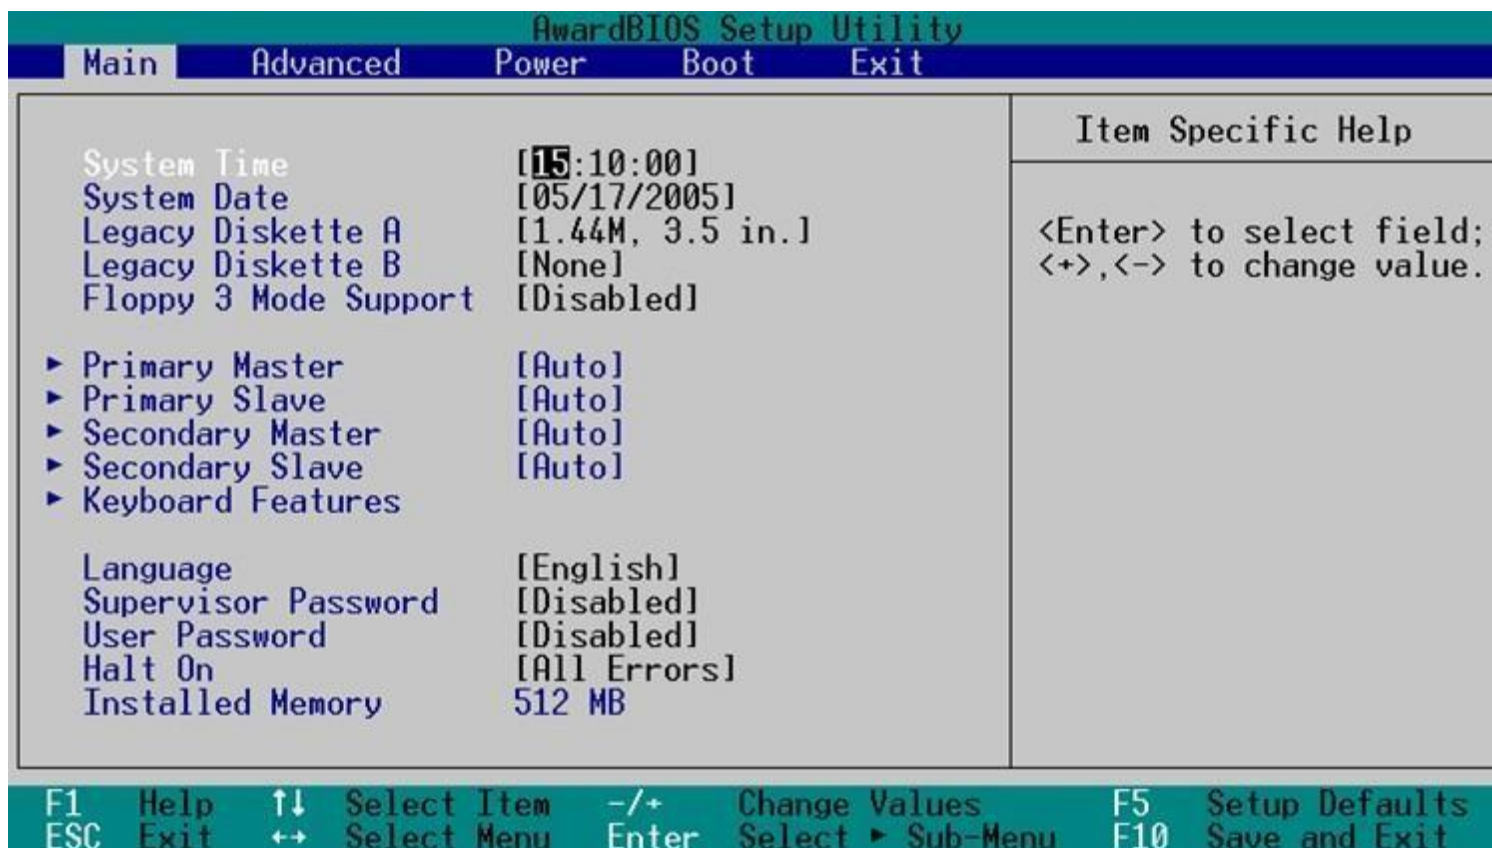 AwardBIOS Setup Utility
Main Advanced Power Boot Exit
Item Specific Help
System Time [15:10:00]
System Date [05/17/2005]
Legacy Diskette A [1.44M, 3.5 in.]
Legacy Diskette B [None]
Floppy 3 Mode Support [Disabled]
<Enter> to select field;
<+>,<-> to change value.
► Primary Master [Auto]
► Primary Slave [Auto]
► Secondary Master [Auto]
► Secondary Slave [Auto]
► Keyboard Features
Language [English]
Supervisor Password [Disabled]
User Password [Disabled]
Halt On [All Errors]
Installed Memory 512 MB
F1 Help ↑↓ Select Item -/+ Change Values F5 Setup Defaults
ESC Exit ↔ Select Menu Enter Select ► Sub-Menu F10 Save and Exit